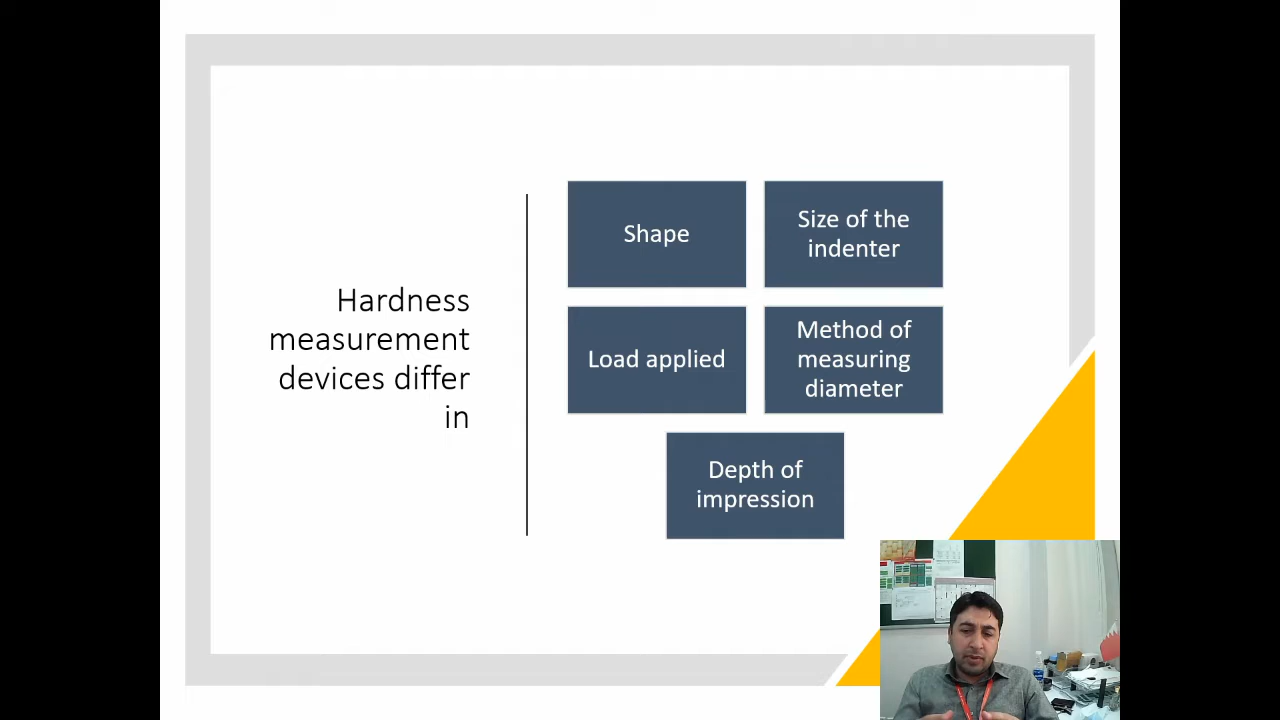 Hardness
measurement
devices differ
in
Shape
Size of the
indenter
Load applied
Method of
measuring
diameter
Depth of
impression